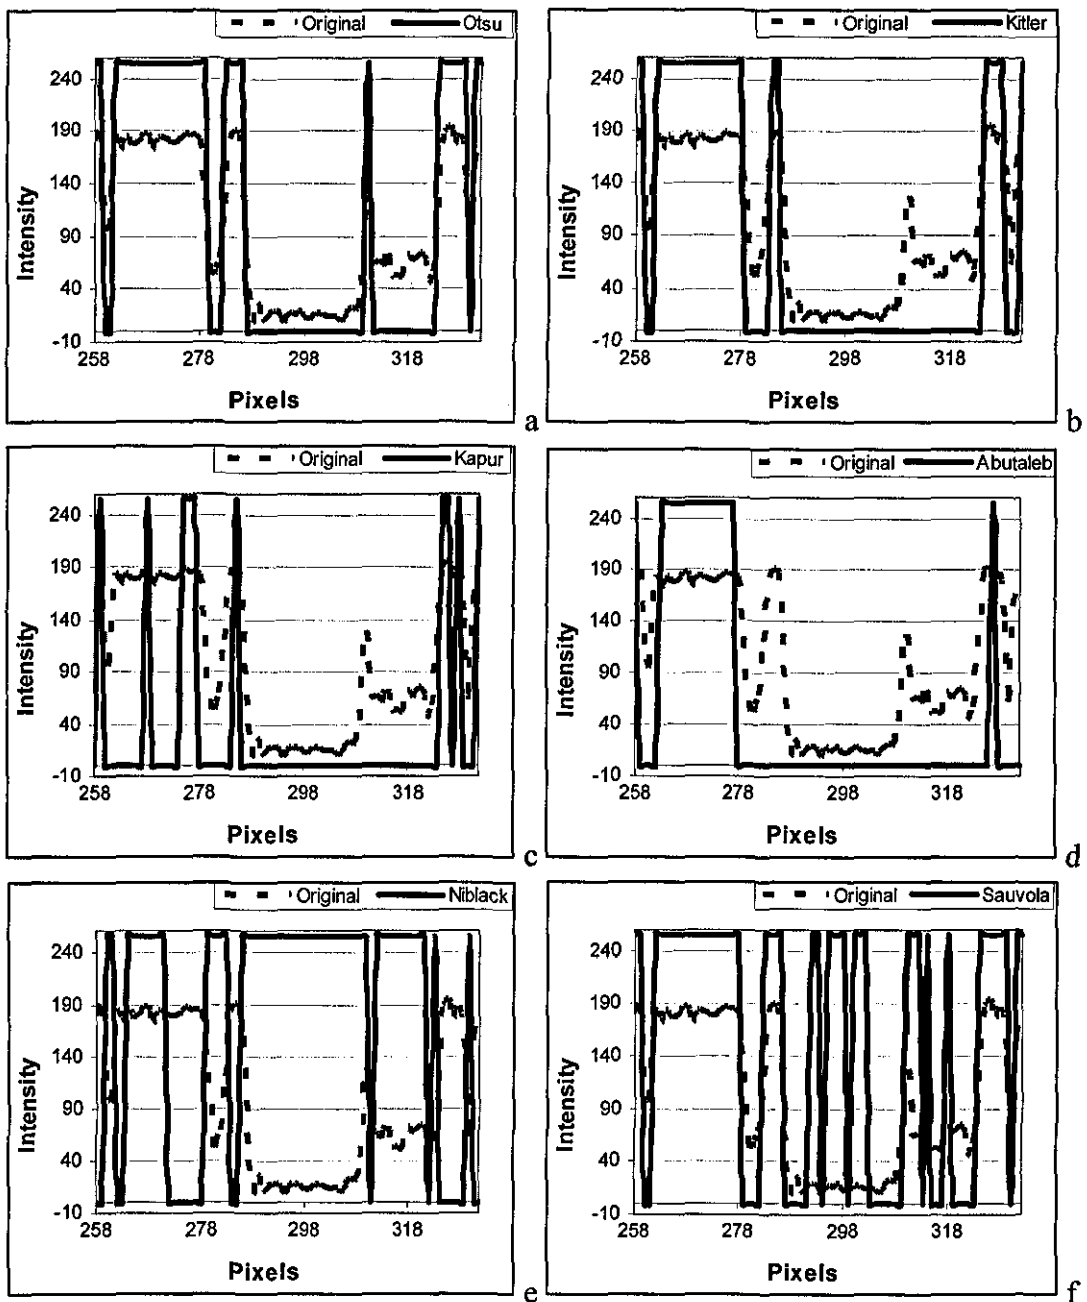 Original Otsu
240
190
140
90
40
-10
258 278 298 318
Intensity
Pixels
a
Original Kitler
240
190
140
90
40
-10
258 278 298 318
Intensity
Pixels
b
Original Kapur
240
190
140
90
40
-10
258 278 298 318
Intensity
Pixels
c
Original Abutaleb
240
190
140
90
40
-10
258 278 298 318
Intensity
Pixels
d
Original Niblack
240
190
140
90
40
-10
258 278 298 318
Intensity
Pixels
e
Original Sauvola
240
190
140
90
40
-10
258 278 298 318
Intensity
Pixels
f